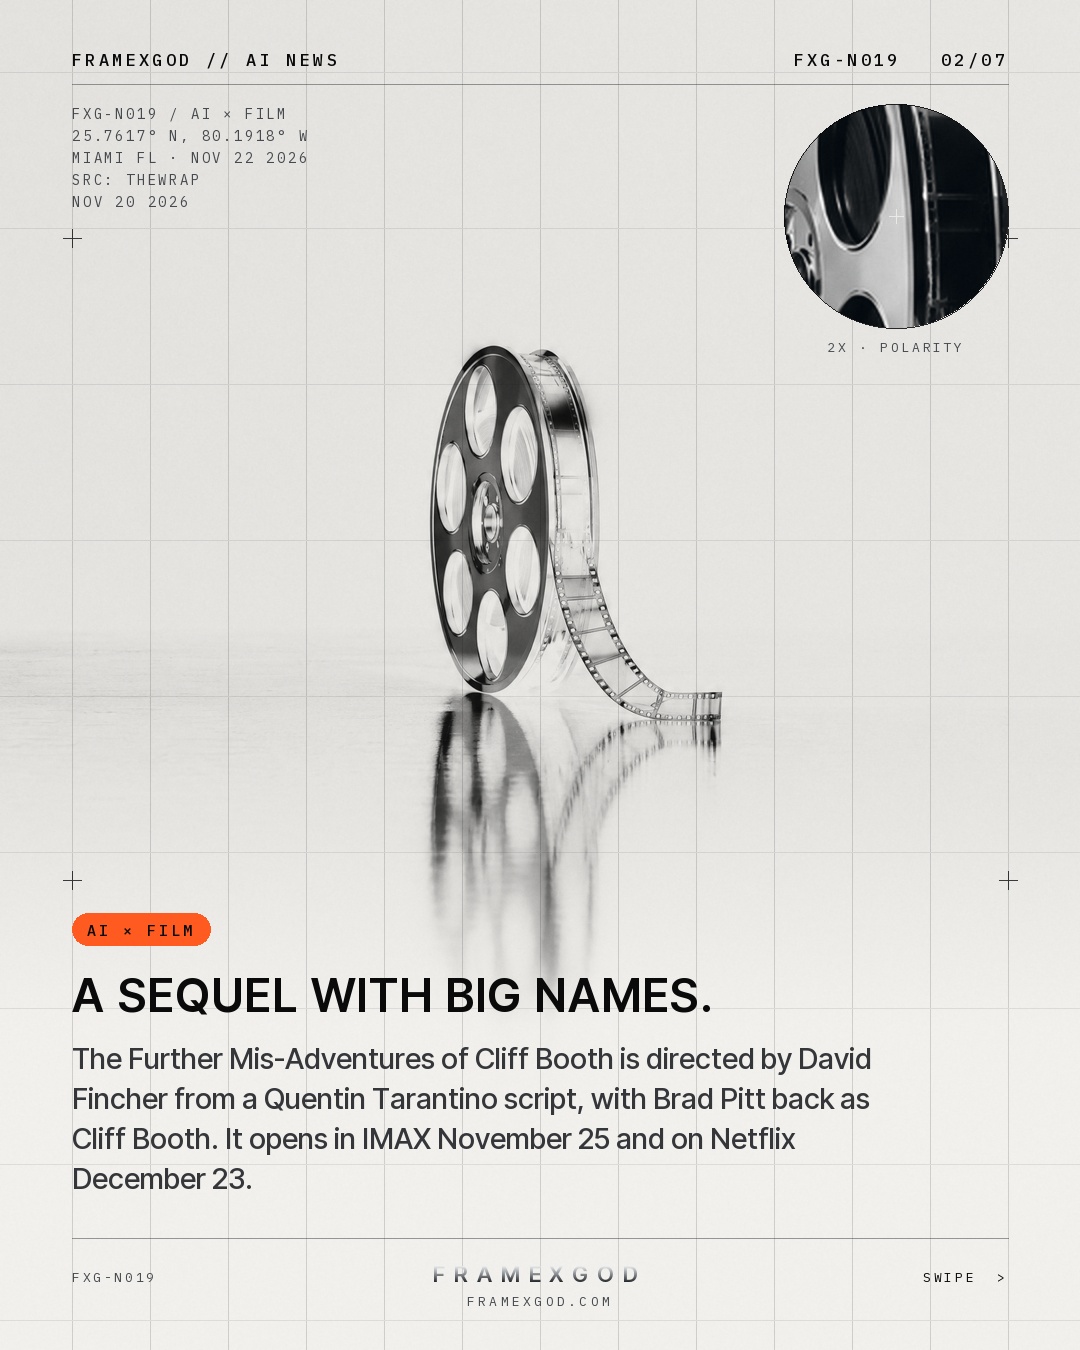 FRAMEXGOD // AI NEWS
FXG-N019 02/07
FXG-N019 / AI × FILM
25.7617° N, 80.1918° W
MIAMI FL · NOV 22 2026
SRC: THEWRAP
NOV 20 2026
2X · POLARITY
AI × FILM
A SEQUEL WITH BIG NAMES.
The Further Mis-Adventures of Cliff Booth is directed by David
Fincher from a Quentin Tarantino script, with Brad Pitt back as
Cliff Booth. It opens in IMAX November 25 and on Netflix
December 23.
FXG-N019
FRAMEXGOD
FRAMEXGOD.COM
SWIPE >